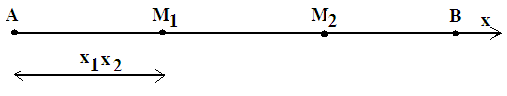 A M₁ M₂ B x
x₁x₂